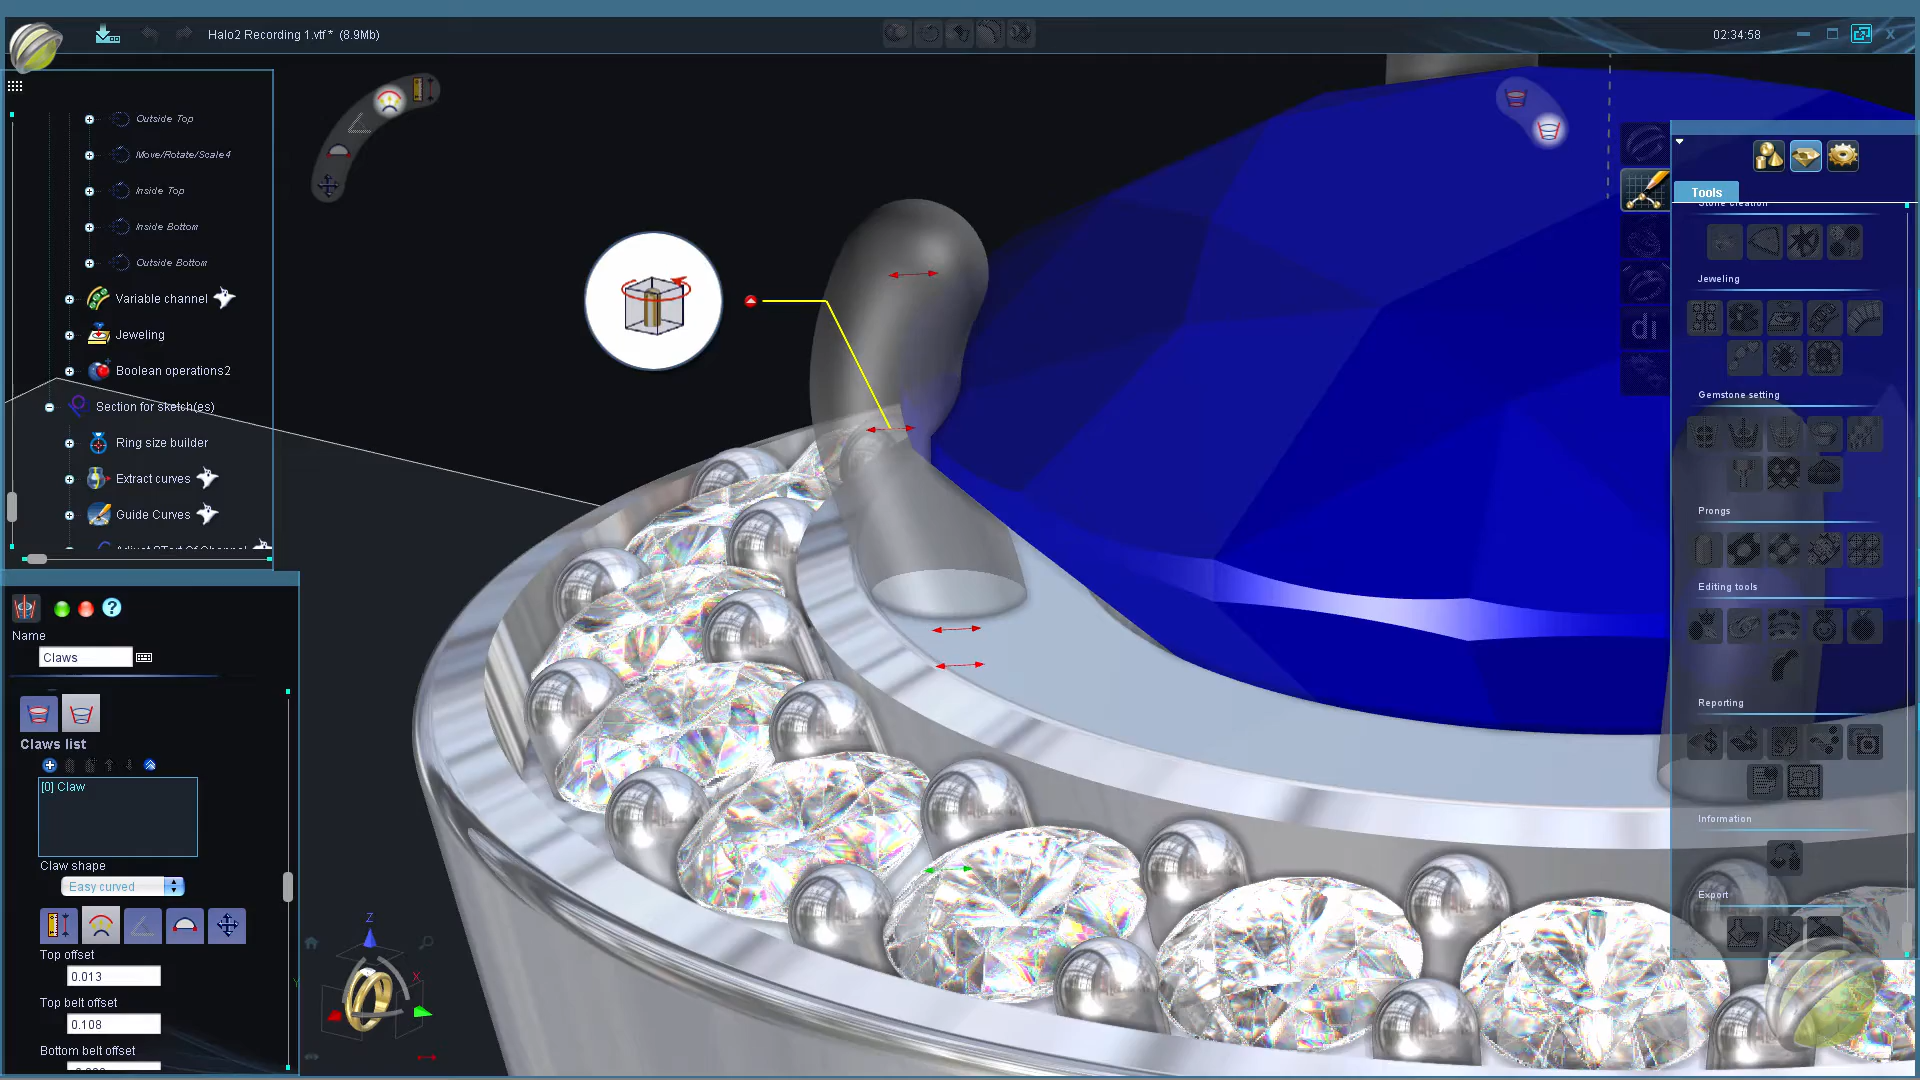 Halo2 Recording 1.vtf * (8.9Mb)
02:34:58
X
Outside Top
Move/Rotate/Scale4
Inside Top
Inside Bottom
Outside Bottom
Variable channel
Jeweling
Boolean operations2
Section for sketch(es)
Ring size builder
Extract curves
Guide Curves
Name
Claws
Claws list
[0] Claw
Claw shape
Easy curved
Top offset
0.013
Top belt offset
0.108
Bottom belt offset
Z
X
Y
di
Tools
Stone creation
Jeweling
Gemstone setting
Prongs
Editing tools
Reporting
Information
Export